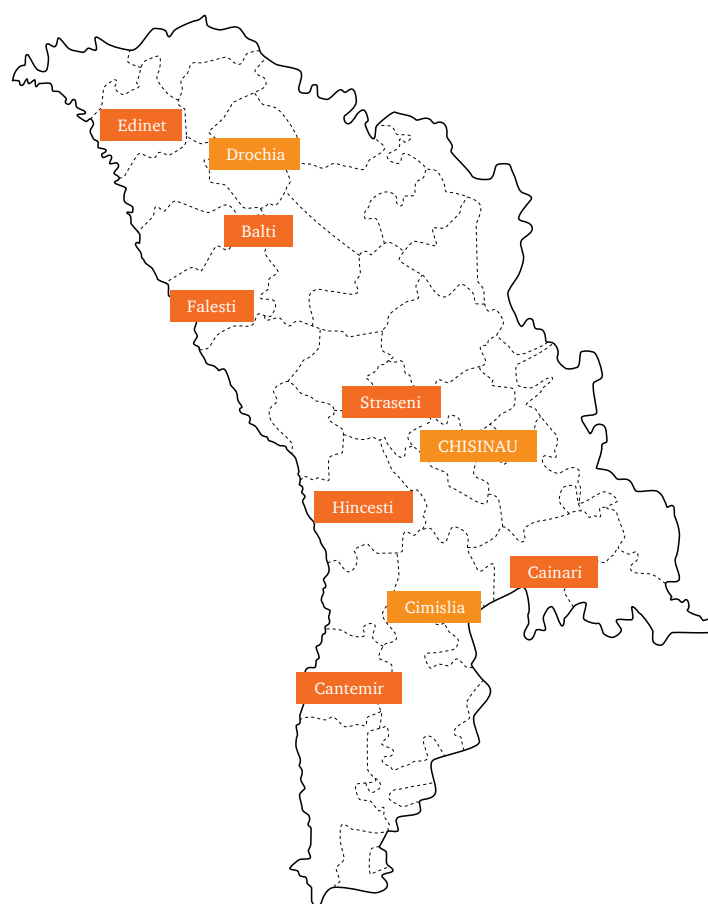 Edinet
Drochia
Balti
Falesti
Straseni
CHISINAU
Hincesti
Cainari
Cimislia
Cantemir